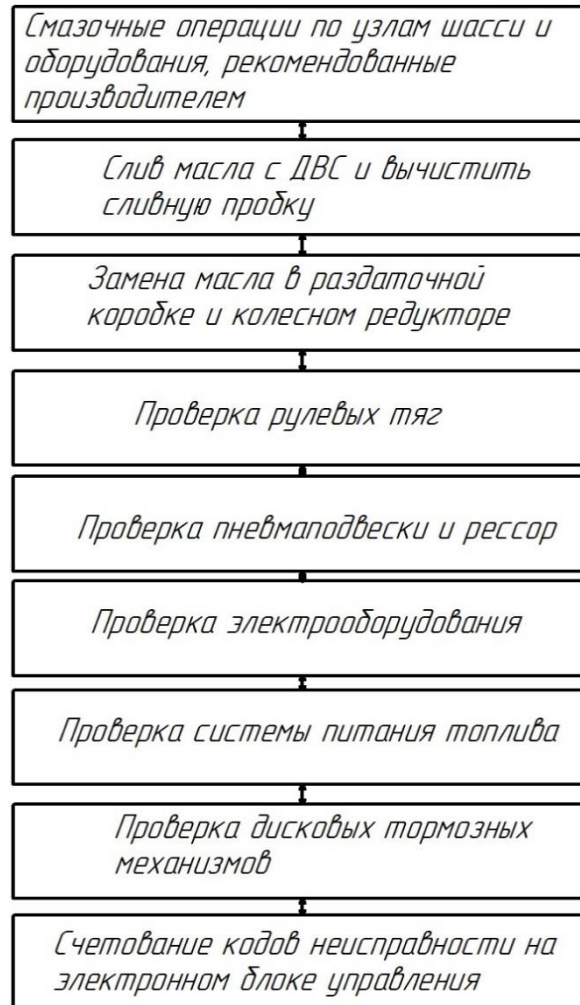 Смазочные операции по узлам шасси и
оборудования, рекомендованные
производителем
Слив масла с ДВС и вычистить
сливную пробку
Замена масла в раздаточной
коробке и колесном редукторе
Проверка рулевых тяг
Проверка пневмаподвески и рессор
Проверка электрооборудования
Проверка системы питания топлива
Проверка дисковых тормозных
механизмов
Счетование кодов неисправности на
электронном блоке управления